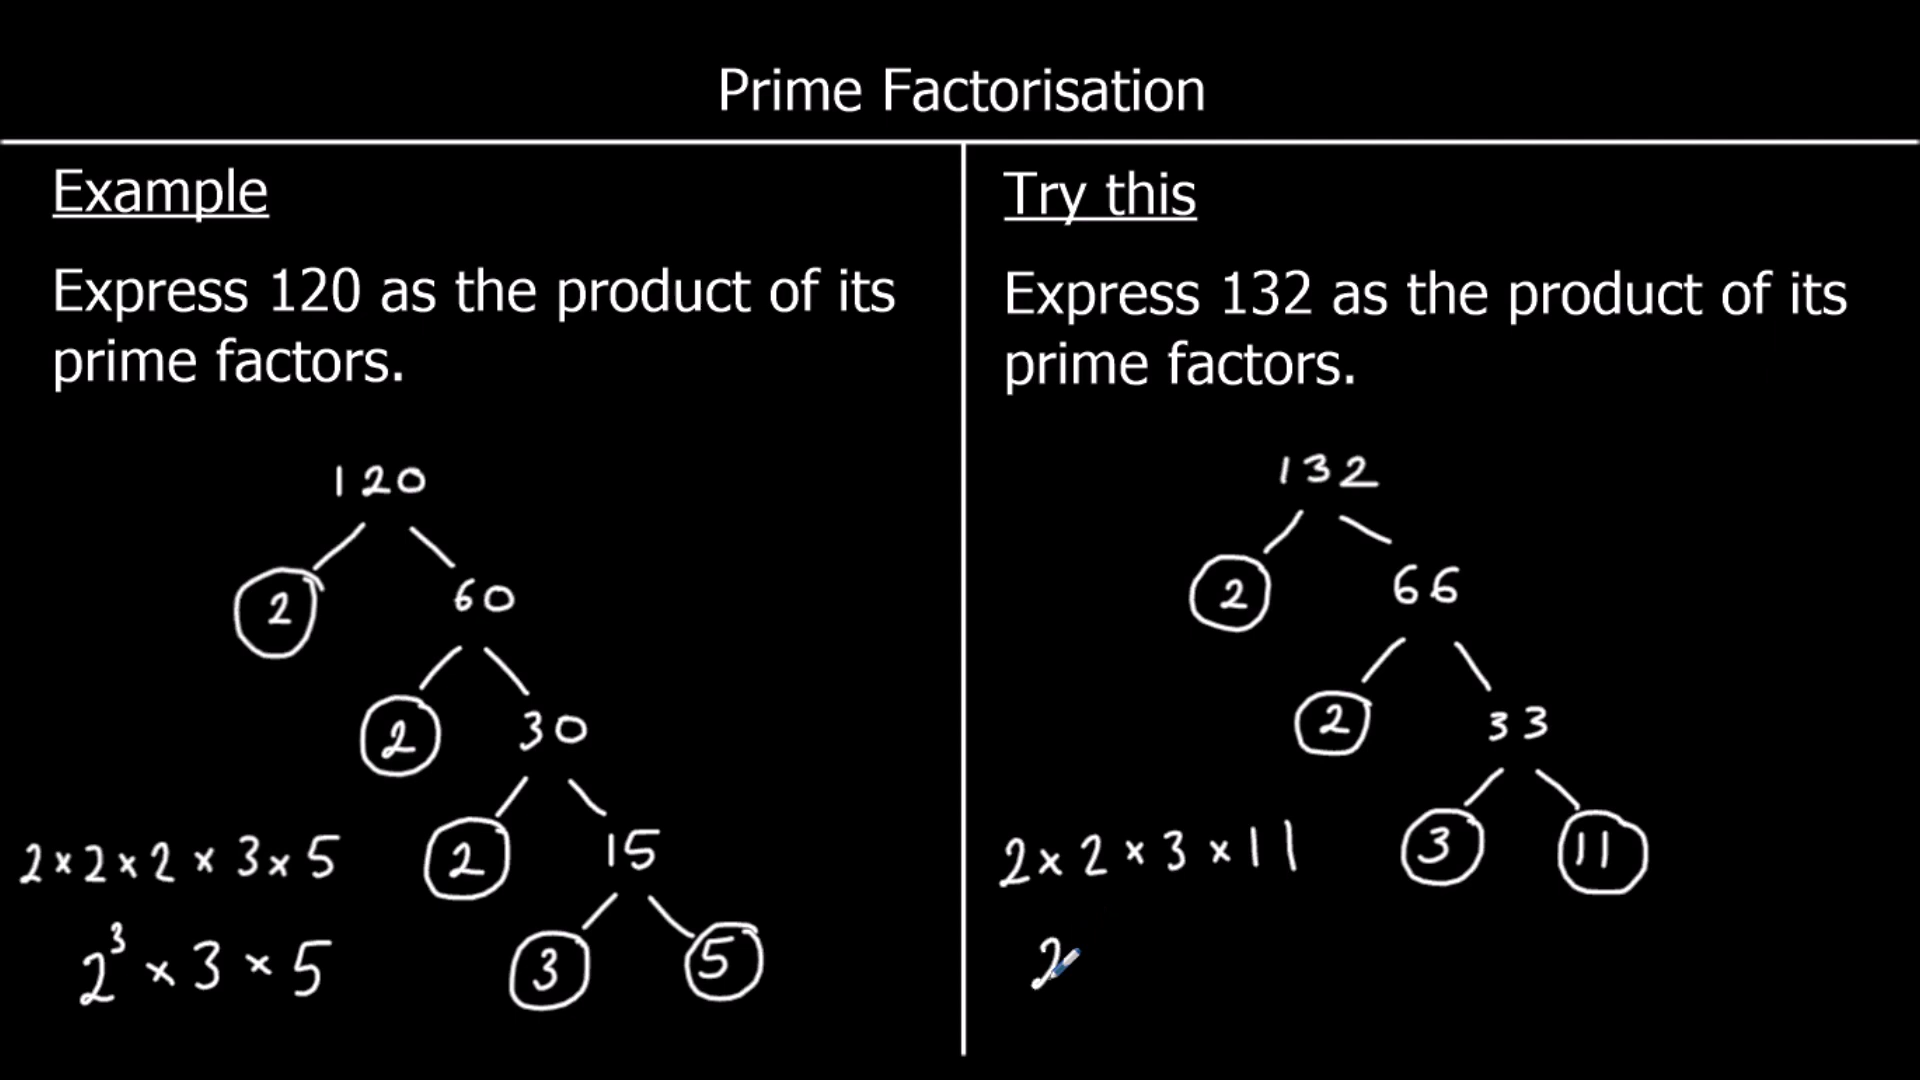 Prime Factorisation
Example
Express 120 as the product of its
prime factors.
120
2 60
2 30
2 15
3 5
2 × 2 × 2 × 3 × 5
2³ × 3 × 5
Try this
Express 132 as the product of its
prime factors.
132
2 66
2 33
3 11
2 × 2 × 3 × 11
2